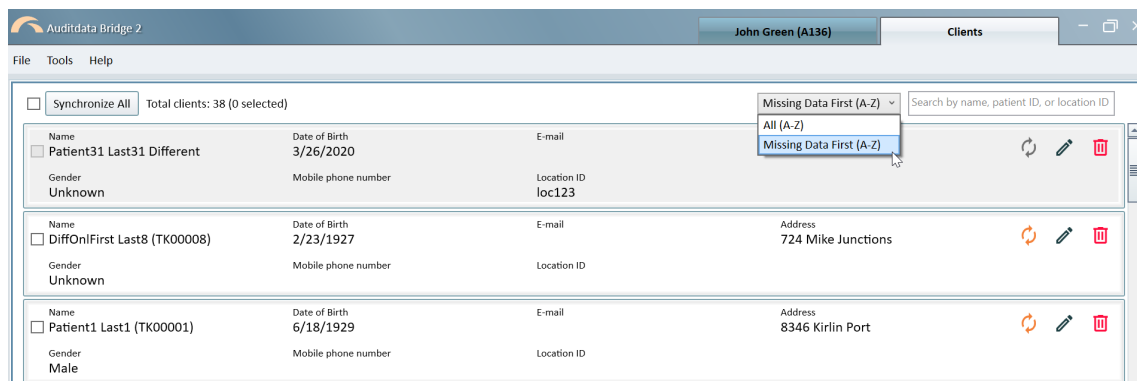 Auditdata Bridge 2
John Green (A136)
Clients
File Tools Help
Synchronize All Total clients: 38 (0 selected)
Missing Data First (A-Z)
Search by name, patient ID, or location ID
All (A-Z)
Missing Data First (A-Z)
Name Date of Birth E-mail
Patient31 Last31 Different 3/26/2020
Gender Mobile phone number Location ID
Unknown loc123
Name Date of Birth E-mail Address
DiffOnlFirst Last8 (TK00008) 2/23/1927 724 Mike Junctions
Gender Mobile phone number Location ID
Unknown
Name Date of Birth E-mail Address
Patient1 Last1 (TK00001) 6/18/1929 8346 Kirlin Port
Gender Mobile phone number Location ID
Male